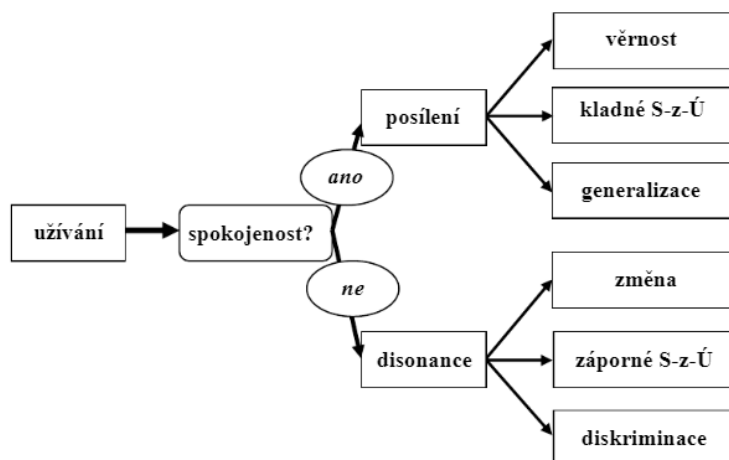 věrnost
posílení
kladné S-z-Ú
ano
generalizace
užívání
spokojenost?
ne
změna
disonance
záporné S-z-Ú
diskriminace